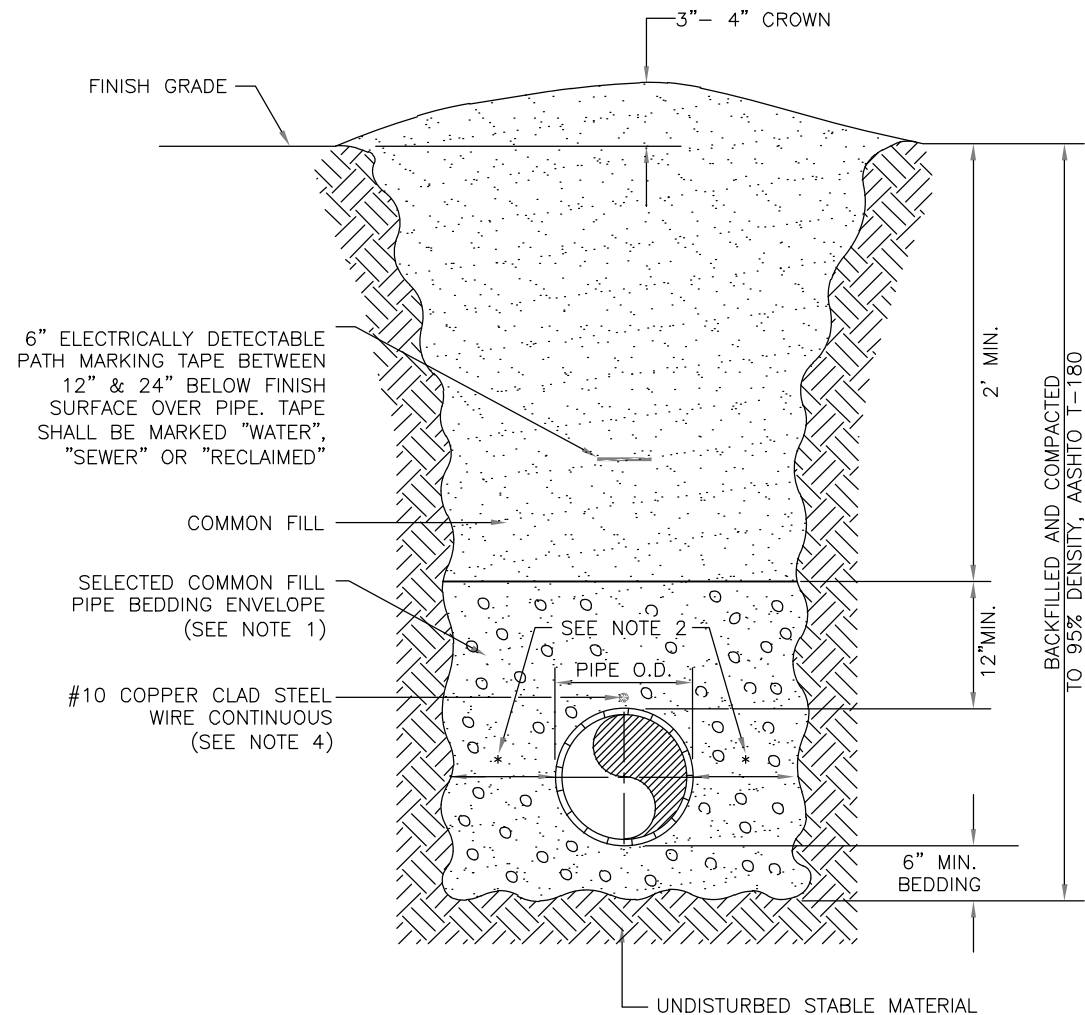 3"- 4" CROWN
FINISH GRADE
6" ELECTRICALLY DETECTABLE
PATH MARKING TAPE BETWEEN
12" & 24" BELOW FINISH
SURFACE OVER PIPE. TAPE
SHALL BE MARKED "WATER",
"SEWER" OR "RECLAIMED"
COMMON FILL
SELECTED COMMON FILL
PIPE BEDDING ENVELOPE
(SEE NOTE 1)
SEE NOTE 2
PIPE O.D.
#10 COPPER CLAD STEEL
WIRE CONTINUOUS
(SEE NOTE 4)
*
*
2' MIN.
12"MIN.
BACKFILLED AND COMPACTED
TO 95% DENSITY, AASHTO T-180
6" MIN.
BEDDING
UNDISTURBED STABLE MATERIAL